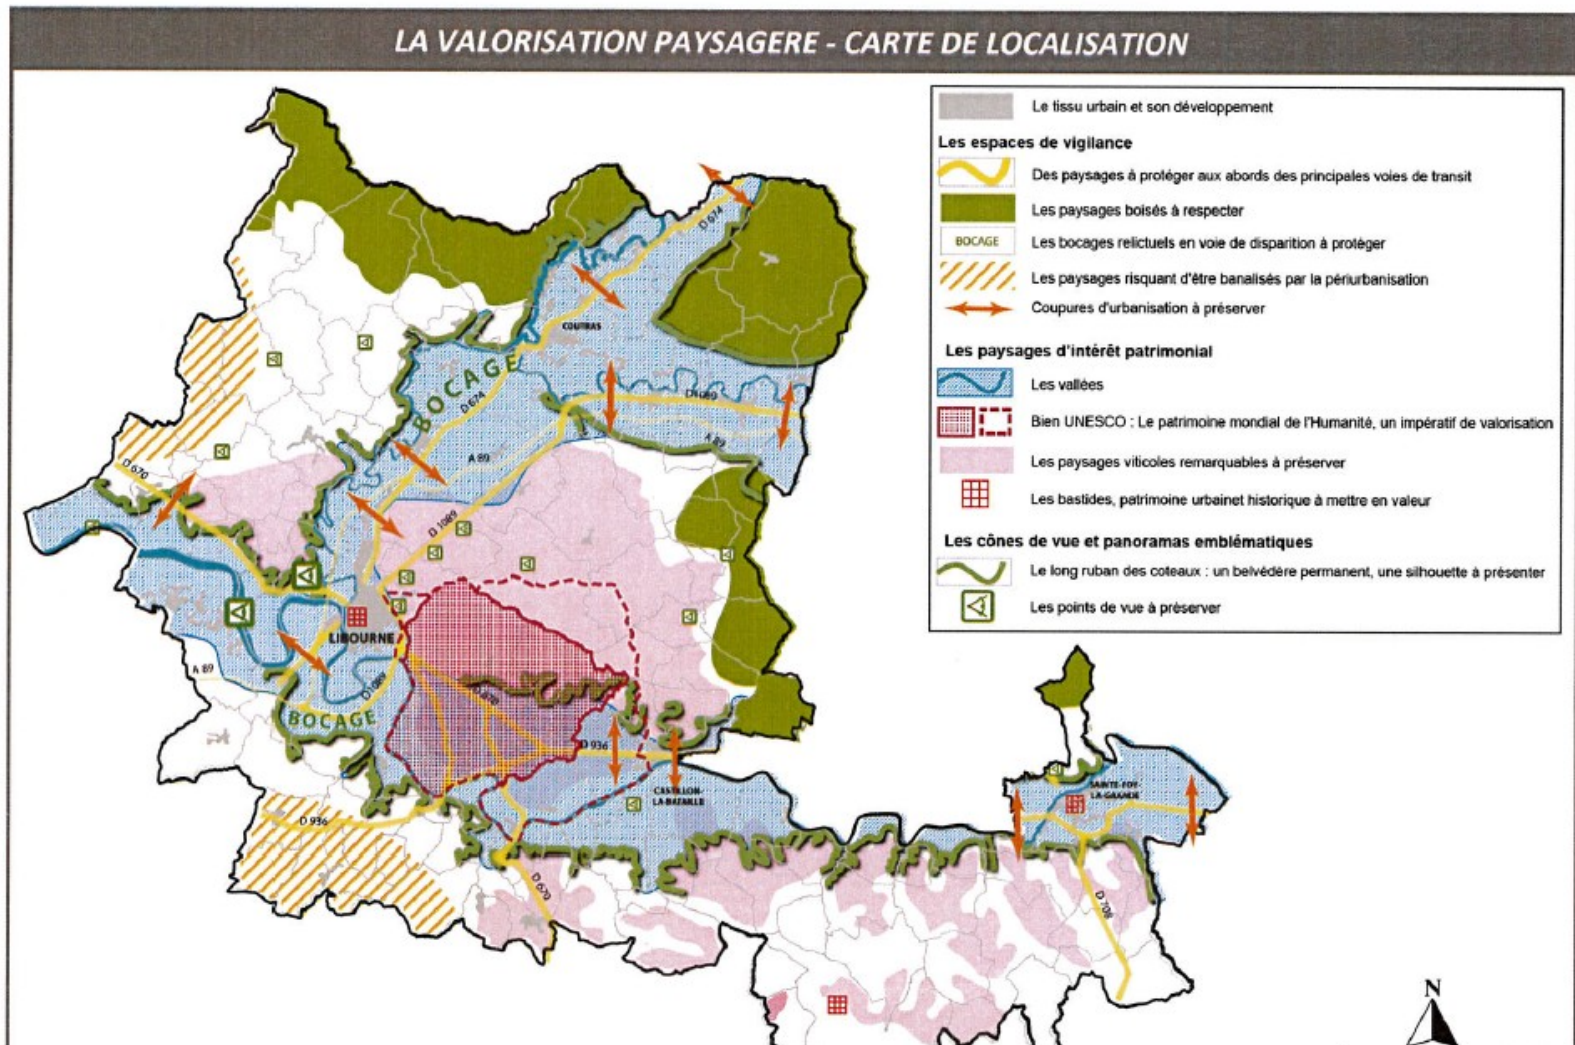 LA VALORISATION PAYSAGERE - CARTE DE LOCALISATION
Le tissu urbain et son développement
Les espaces de vigilance
Des paysages à protéger aux abords des principales voies de transit
Les paysages boisés à respecter
BOCAGE Les bocages relictuels en voie de disparition à protéger
Les paysages risquant d'être banalisés par la périurbanisation
Coupures d'urbanisation à préserver
Les paysages d'intérêt patrimonial
Les vallées
Bien UNESCO : Le patrimoine mondial de l'Humanité, un impératif de valorisation
Les paysages viticoles remarquables à préserver
Les bastides, patrimoine urbainet historique à mettre en valeur
Les cônes de vue et panoramas emblématiques
Le long ruban des coteaux : un belvédère permanent, une silhouette à présenter
Les points de vue à préserver
D 674
COUTRAS
BOCAGE
D 674
D 1089
A 89
A 89
D 670
D 1089
LIBOURNE
A 89
D 1089
D 670
BOCAGE
D 936
CASTILLON-
LA-BATAILLE
SAINTE-FOY-
LA-GRANDE
D 936
D 670
D 708
N